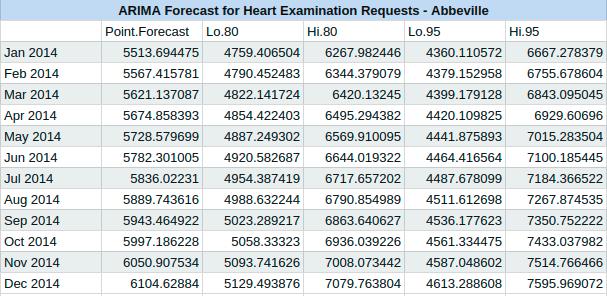 ARIMA Forecast for Heart Examination Requests - Abbeville
Point.Forecast Lo.80 Hi.80 Lo.95 Hi.95
Jan 2014 5513.694475 4759.406504 6267.982446 4360.110572 6667.278379
Feb 2014 5567.415781 4790.452483 6344.379079 4379.152958 6755.678604
Mar 2014 5621.137087 4822.141724 6420.13245 4399.179128 6843.095045
Apr 2014 5674.858393 4854.422403 6495.294382 4420.109825 6929.60696
May 2014 5728.579699 4887.249302 6569.910095 4441.875893 7015.283504
Jun 2014 5782.301005 4920.582687 6644.019322 4464.416564 7100.185445
Jul 2014 5836.02231 4954.387419 6717.657202 4487.678099 7184.366522
Aug 2014 5889.743616 4988.632244 6790.854989 4511.612698 7267.874535
Sep 2014 5943.464922 5023.289217 6863.640627 4536.177623 7350.752222
Oct 2014 5997.186228 5058.33323 6936.039226 4561.334475 7433.037982
Nov 2014 6050.907534 5093.741626 7008.073442 4587.048602 7514.766466
Dec 2014 6104.62884 5129.493876 7079.763804 4613.288608 7595.969072